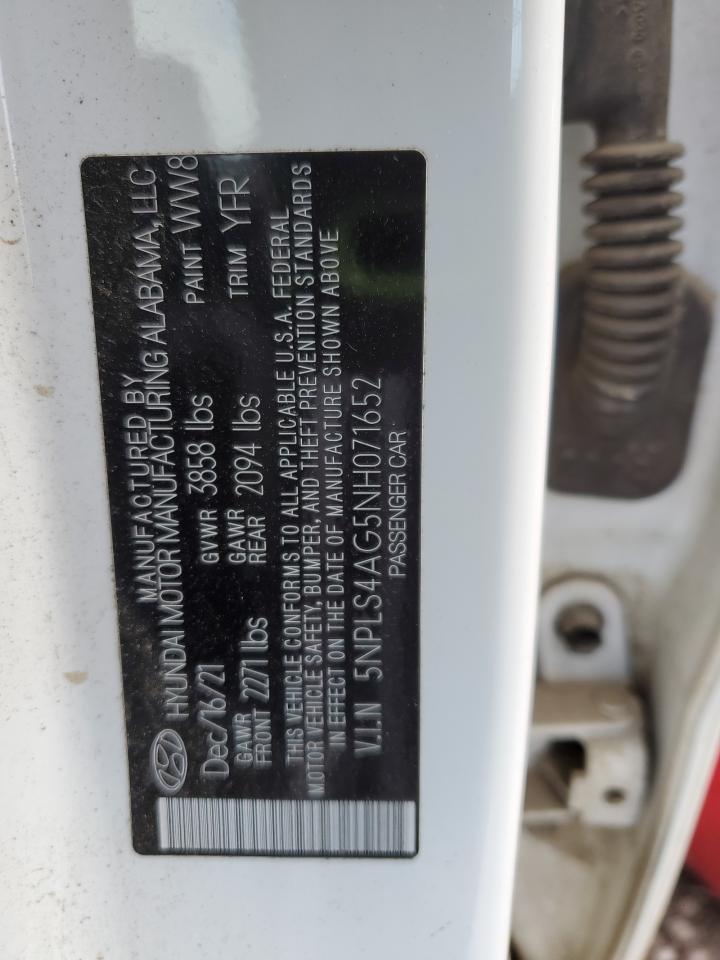 MANUFACTURED BY
HYUNDAI MOTOR MANUFACTURING ALABAMA, LLC
Dec/16/21 GVWR 3858 lbs PAINT WW8
GAWR FRONT 2271 lbs GAWR REAR 2094 lbs TRIM YFR
THIS VEHICLE CONFORMS TO ALL APPLICABLE U.S.A. FEDERAL
MOTOR VEHICLE SAFETY, BUMPER, AND THEFT PREVENTION STANDARDS
IN EFFECT ON THE DATE OF MANUFACTURE SHOWN ABOVE
V.I.N 5NPLS4AG5NH071652
PASSENGER CAR